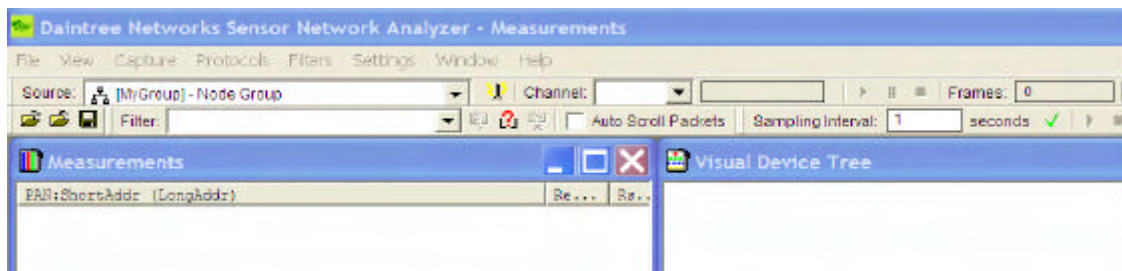 Daintree Networks Sensor Network Analyzer - Measurements
File View Capture Protocols Filters Settings Window Help
Source: [MyGroup] - Node Group Channel: Frames: 0
Filter: Auto Scroll Packets Sampling Interval: 1 seconds
Measurements Visual Device Tree
PAN:ShortAddr (LongAddr) Re... Re..